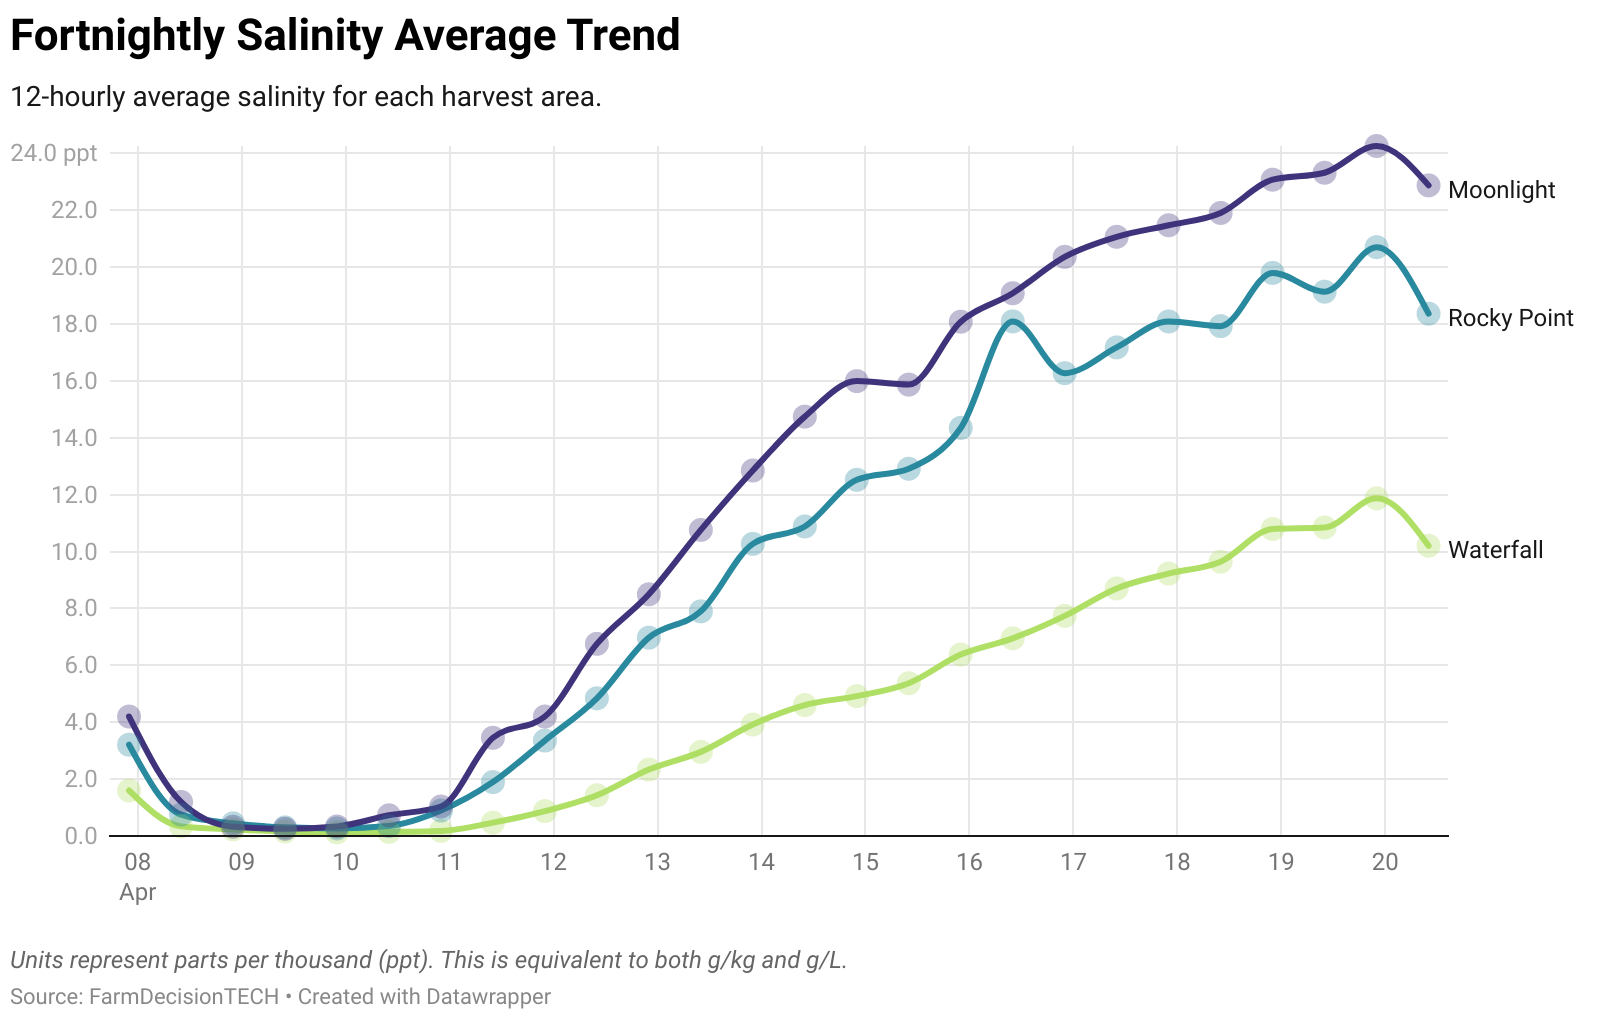 Fortnightly Salinity Average Trend
12-hourly average salinity for each harvest area.
24.0 ppt
22.0
20.0
18.0
16.0
14.0
12.0
10.0
8.0
6.0
4.0
2.0
0.0
Moonlight
Rocky Point
Waterfall
08 09 10 11 12 13 14 15 16 17 18 19 20
Apr
Units represent parts per thousand (ppt). This is equivalent to both g/kg and g/L.
Source: FarmDecisionTECH • Created with Datawrapper